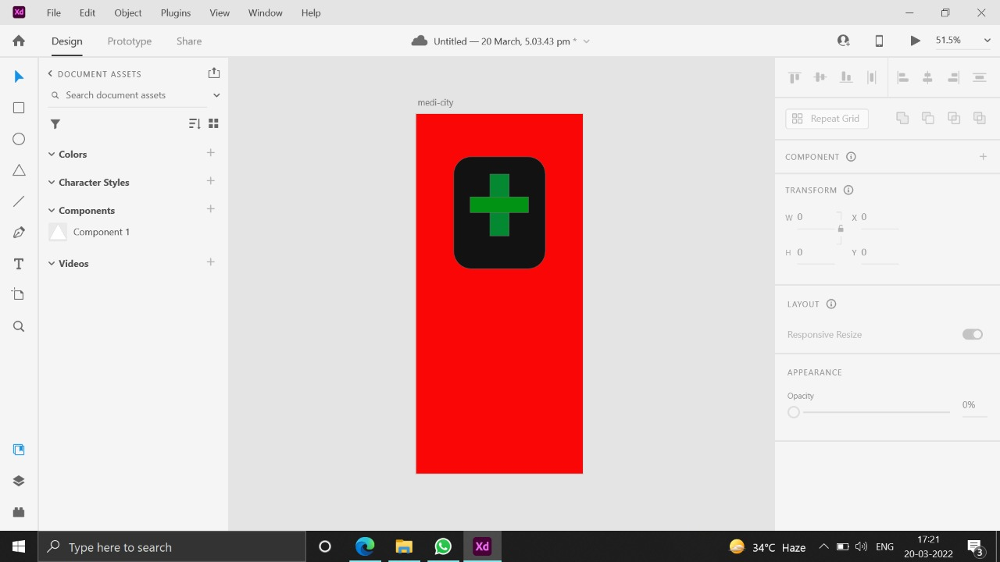 Xd File Edit Object Plugins View Window Help
Design Prototype Share Untitled — 20 March, 5.03.43 pm * 51.5%
DOCUMENT ASSETS
Search document assets
Colors
Character Styles
Components
Component 1
Videos
medi-city
Repeat Grid
COMPONENT
TRANSFORM
W 0 X 0
H 0 Y 0
LAYOUT
Responsive Resize
APPEARANCE
Opacity
0%
Type here to search Xd 34°C Haze ENG 17:21
20-03-2022 3